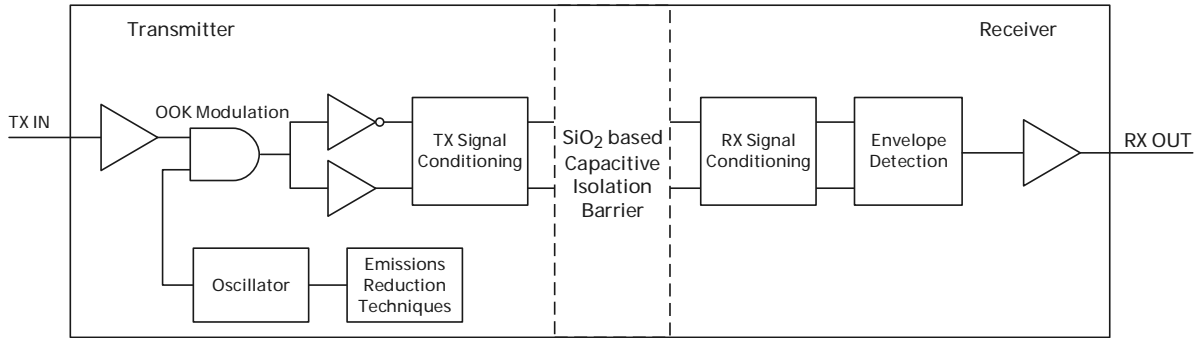 Transmitter
Receiver
TX IN
OOK Modulation
TX Signal
Conditioning
SiO₂ based
Capacitive
Isolation
Barrier
RX Signal
Conditioning
Envelope
Detection
RX OUT
Oscillator
Emissions
Reduction
Techniques